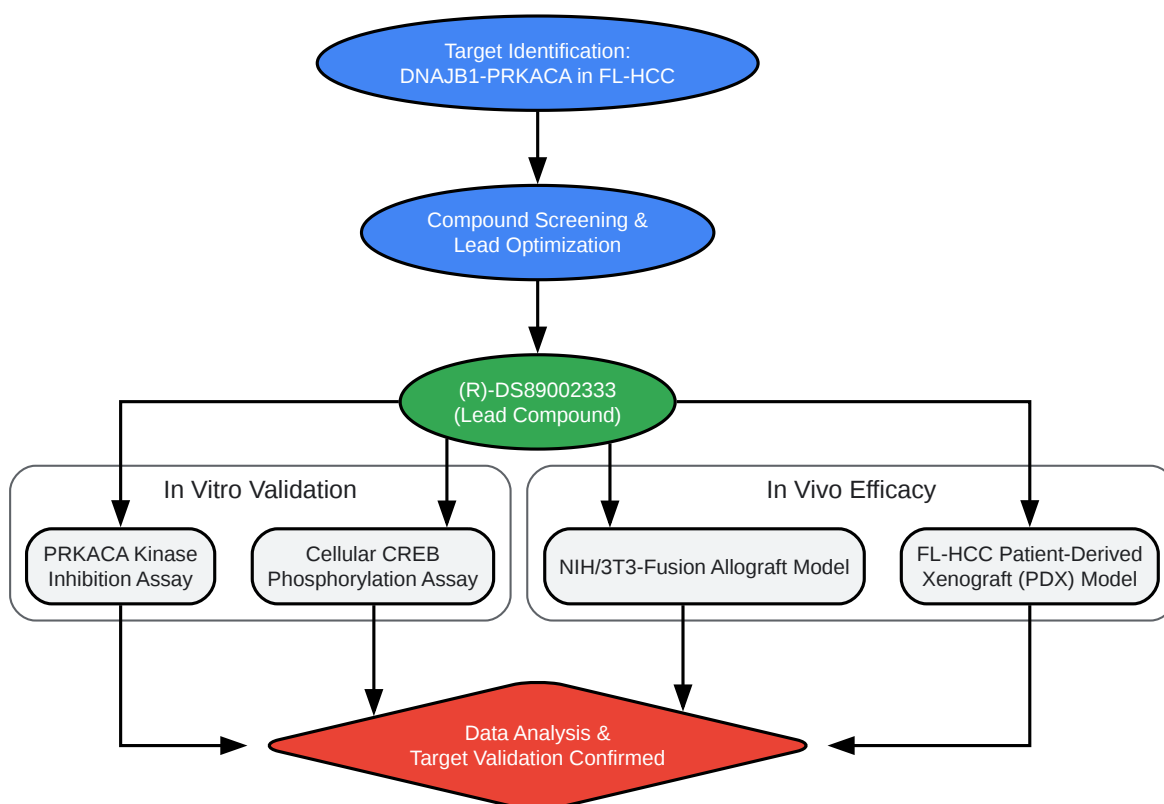 Target Identification:
DNAJB1-PRKACA in FL-HCC
Compound Screening &
Lead Optimization
(R)-DS89002333
(Lead Compound)
In Vitro Validation
In Vivo Efficacy
PRKACA Kinase
Inhibition Assay
Cellular CREB
Phosphorylation Assay
NIH/3T3-Fusion Allograft Model
FL-HCC Patient-Derived
Xenograft (PDX) Model
Data Analysis &
Target Validation Confirmed